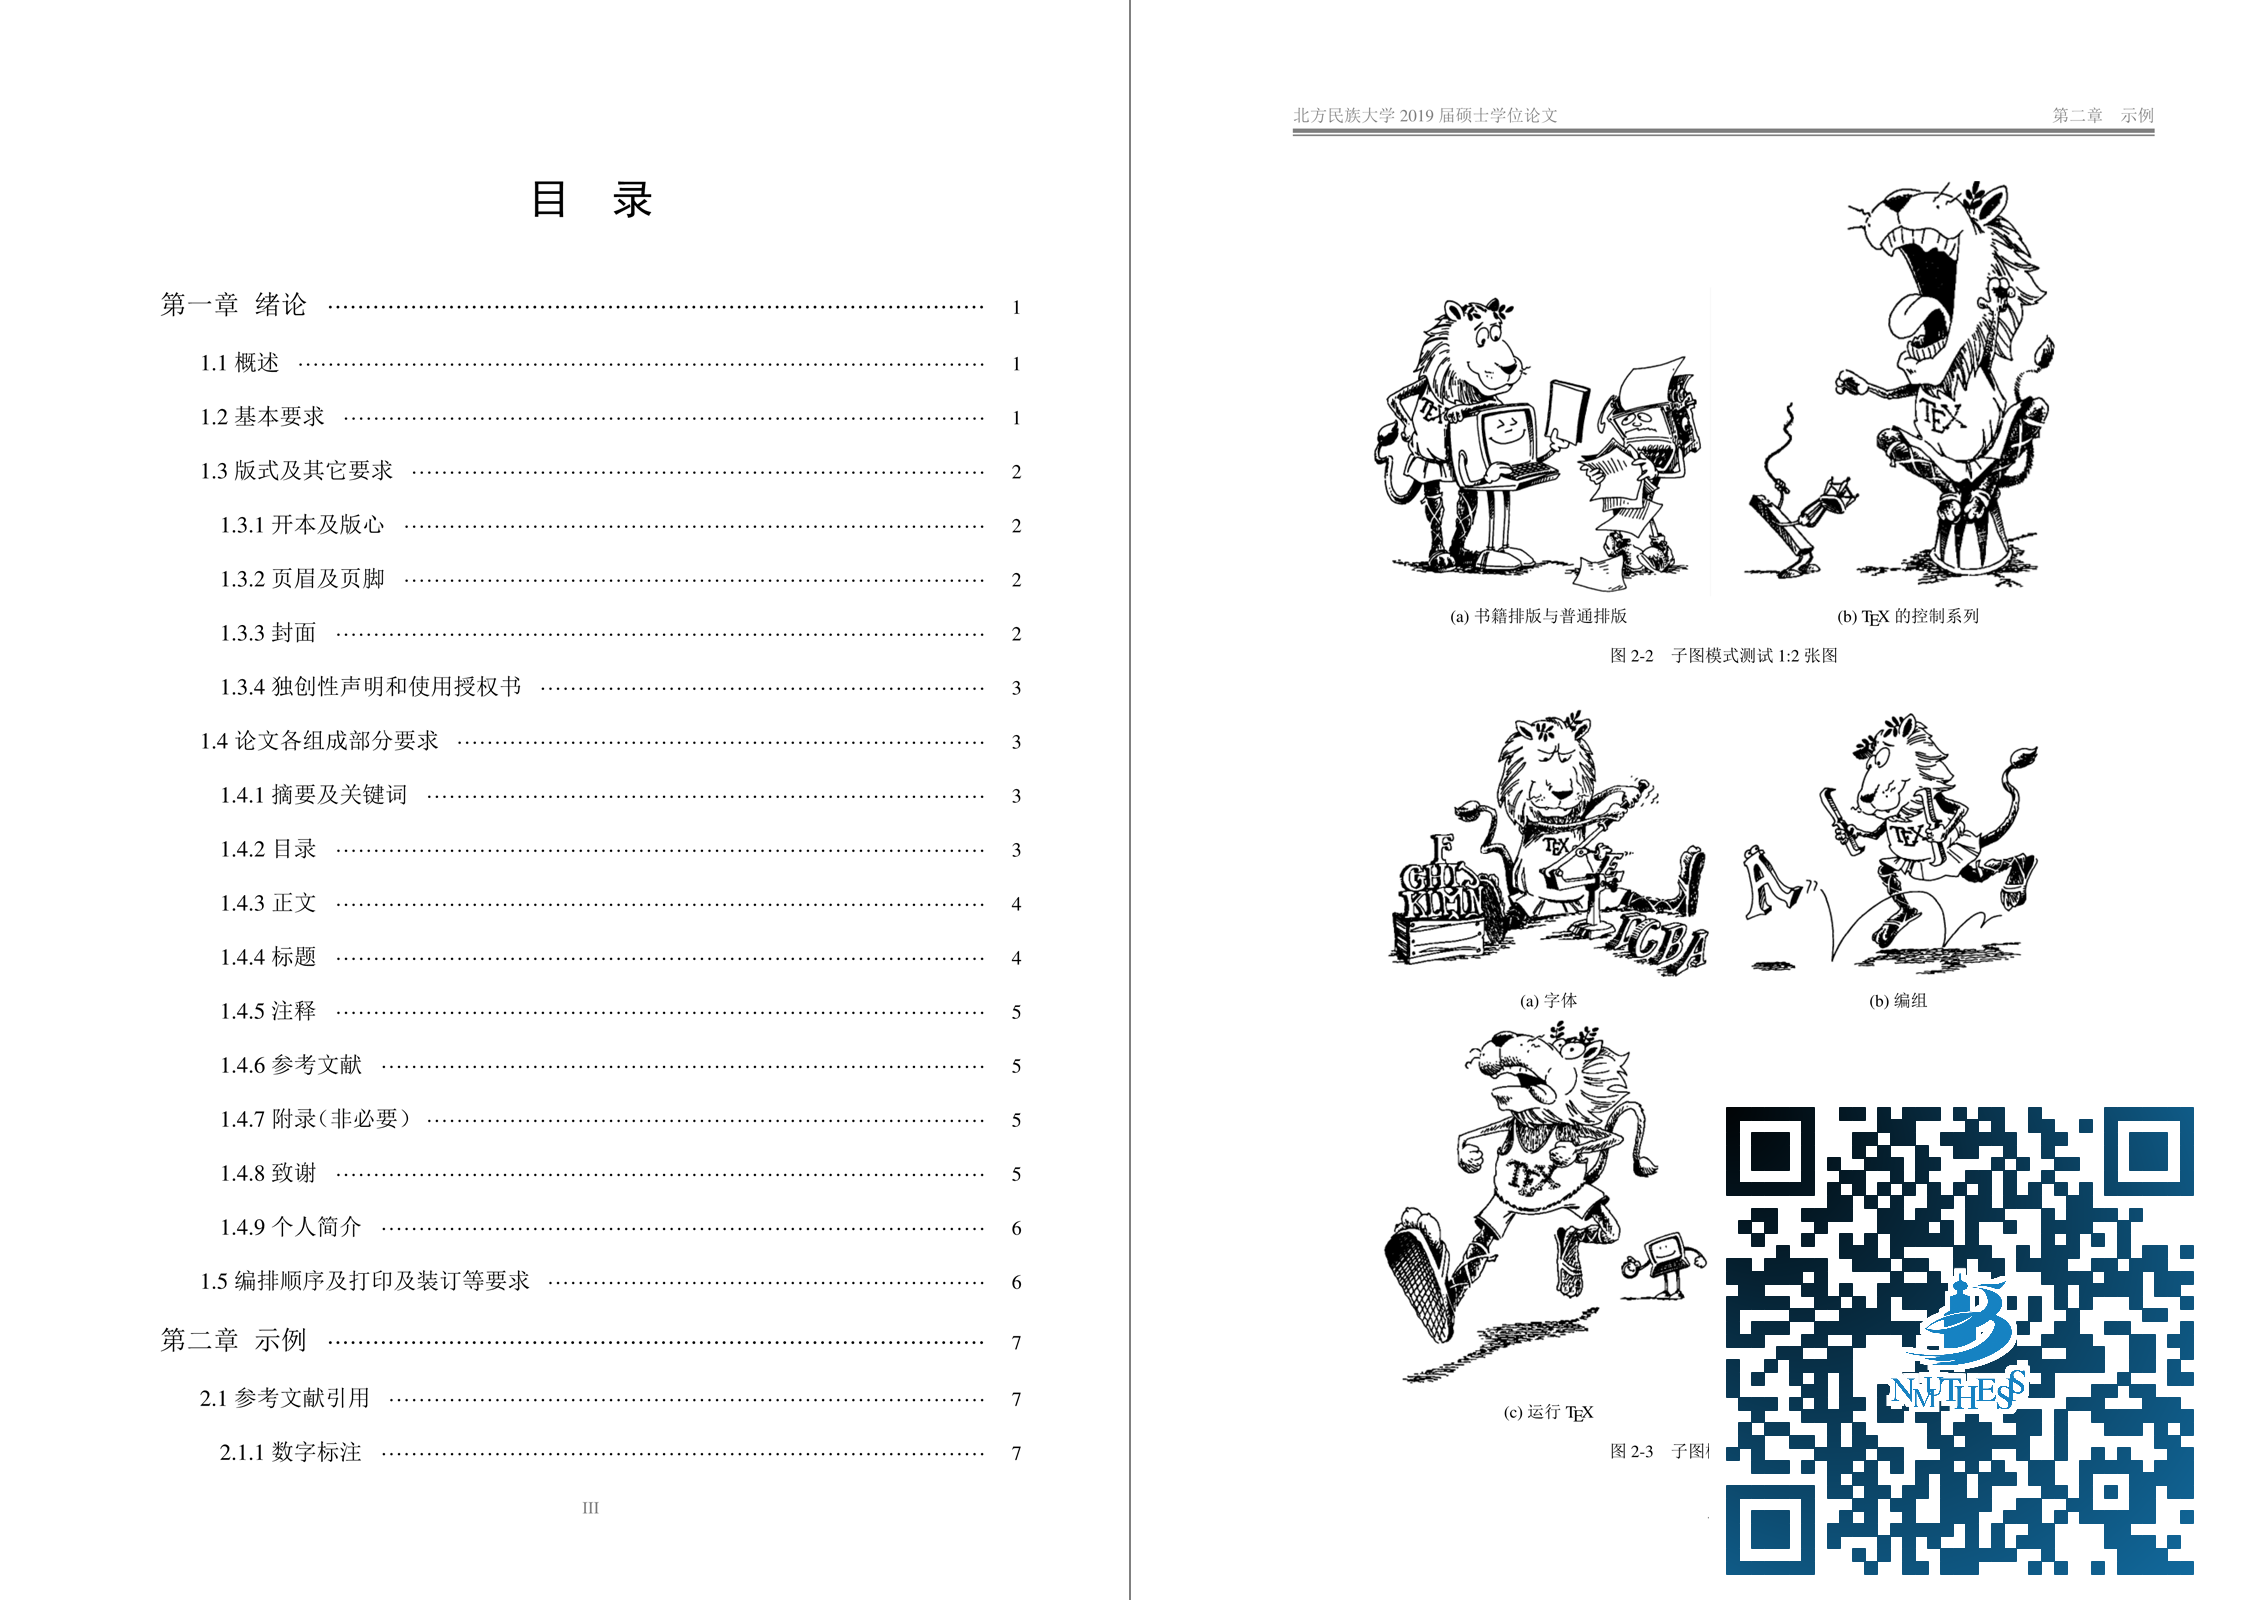 目 录
第一章 绪论 1
1.1 概述 1
1.2 基本要求 1
1.3 版式及其它要求 2
1.3.1 开本及版心 2
1.3.2 页眉及页脚 2
1.3.3 封面 2
1.3.4 独创性声明和使用授权书 3
1.4 论文各组成部分要求 3
1.4.1 摘要及关键词 3
1.4.2 目录 3
1.4.3 正文 4
1.4.4 标题 4
1.4.5 注释 5
1.4.6 参考文献 5
1.4.7 附录（非必要） 5
1.4.8 致谢 5
1.4.9 个人简介 6
1.5 编排顺序及打印及装订等要求 6
第二章 示例 7
2.1 参考文献引用 7
2.1.1 数字标注 7
III
北方民族大学 2019 届硕士学位论文 第二章 示例
TEX
TEX
(a) 书籍排版与普通排版 (b) TEX 的控制系列
图 2-2 子图模式测试 1:2 张图
TEX
TEX
F
GHIJ
KLMN
E
DCBA
A
(a) 字体 (b) 编组
TEX
(c) 运行 TEX
图 2-3 子图
NMUTHESIS